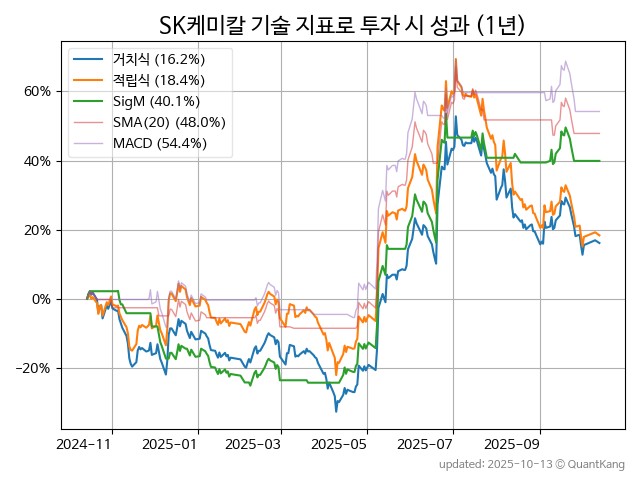 SK케미칼 기술 지표로 투자 시 성과 (1년)
거치식 (16.2%)
적립식 (18.4%)
SigM (40.1%)
SMA(20) (48.0%)
MACD (54.4%)
60%
40%
20%
0%
−20%
2024-11
2025-01
2025-03
2025-05
2025-07
2025-09
updated: 2025-10-13 © QuantKang